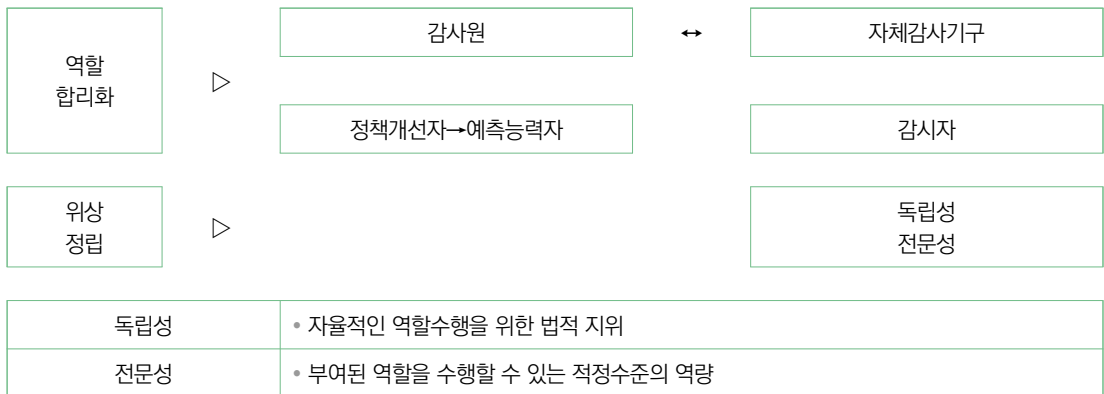 역할
합리화
▷
감사원
↔
자체감사기구
정책개선자→예측능력자
감시자
위상
정립
▷
독립성
전문성
독립성
• 자율적인 역할수행을 위한 법적 지위
전문성
• 부여된 역할을 수행할 수 있는 적정수준의 역량